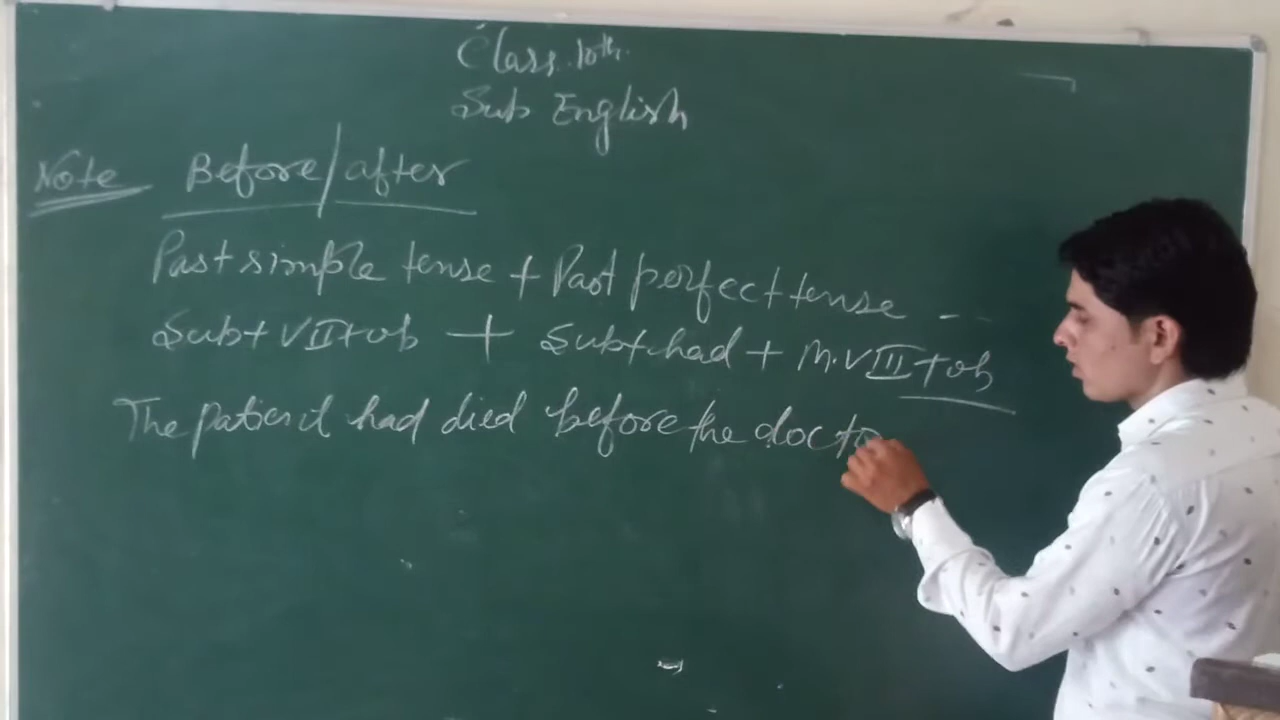 Class 10th.
Sub English
Note Before/after
Past simple tense + Past perfect tense --
Sub + V II + ob + Sub + had + M.V III + ob
The patient had died before the docto